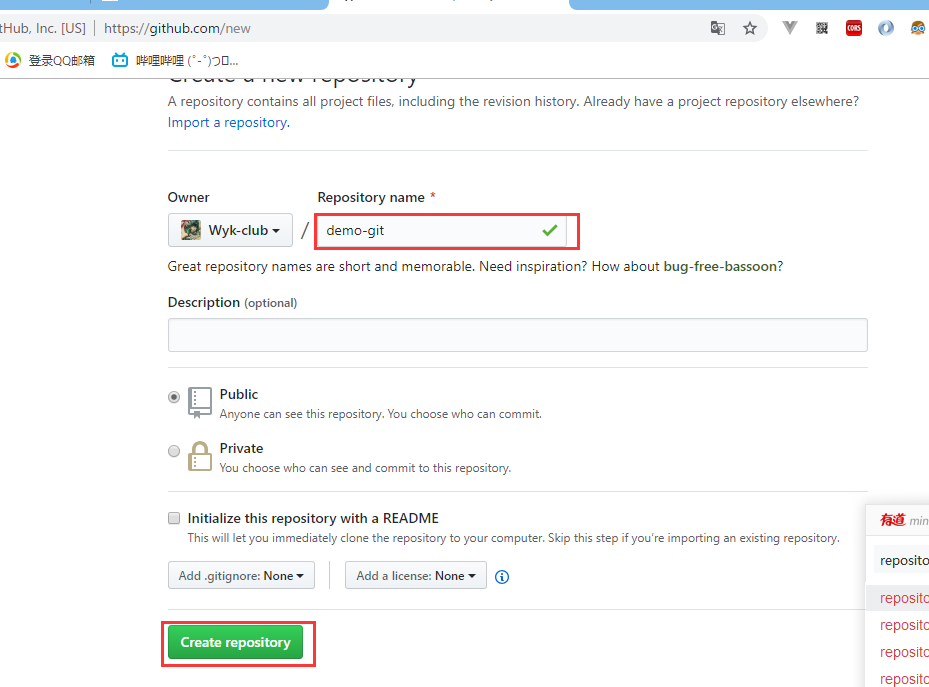 tHub, Inc. [US] | https://github.com/new
CORS
登录QQ邮箱 哔哩哔哩 (゜-゜)つロ...
Create a new repository
A repository contains all project files, including the revision history. Already have a project repository elsewhere?
Import a repository.
Owner Repository name *
Wyk-club / demo-git
Great repository names are short and memorable. Need inspiration? How about bug-free-bassoon?
Description (optional)
Public
Anyone can see this repository. You choose who can commit.
Private
You choose who can see and commit to this repository.
Initialize this repository with a README
This will let you immediately clone the repository to your computer. Skip this step if you’re importing an existing repository.
Add .gitignore: None Add a license: None
Create repository
有道 min
reposito
reposito
reposito
reposito
reposito